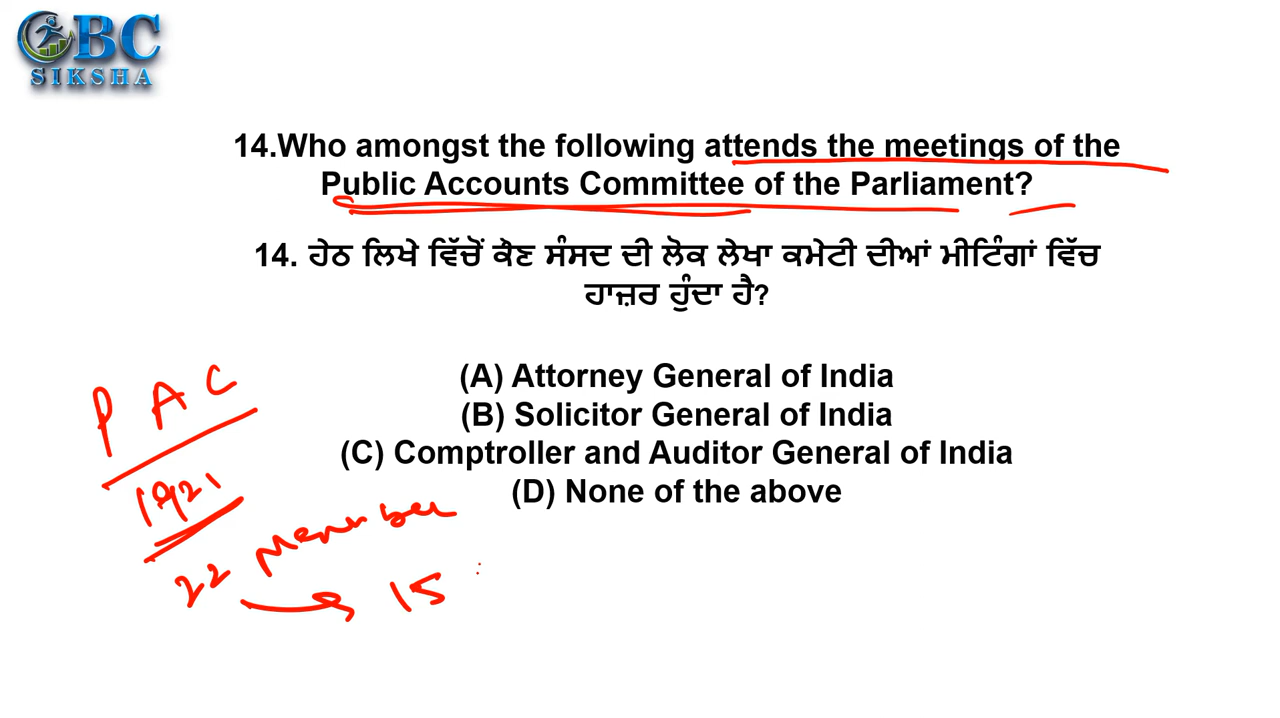 BC
SIKSHA
14.Who amongst the following attends the meetings of the
Public Accounts Committee of the Parliament?
14. ਹੇਠ ਲਿਖੇ ਵਿੱਚੋਂ ਕੌਣ ਸੰਸਦ ਦੀ ਲੋਕ ਲੇਖਾ ਕਮੇਟੀ ਦੀਆਂ ਮੀਟਿੰਗਾਂ ਵਿੱਚ
ਹਾਜ਼ਰ ਹੁੰਦਾ ਹੈ?
(A) Attorney General of India
(B) Solicitor General of India
(C) Comptroller and Auditor General of India
(D) None of the above
PAC
1921
22 Member
15